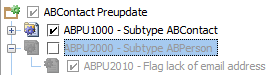 ABContact Preupdate
ABPU1000 - Subtype ABContact
ABPU2000 - Subtype ABPerson
ABPU2010 - Flag lack of email address